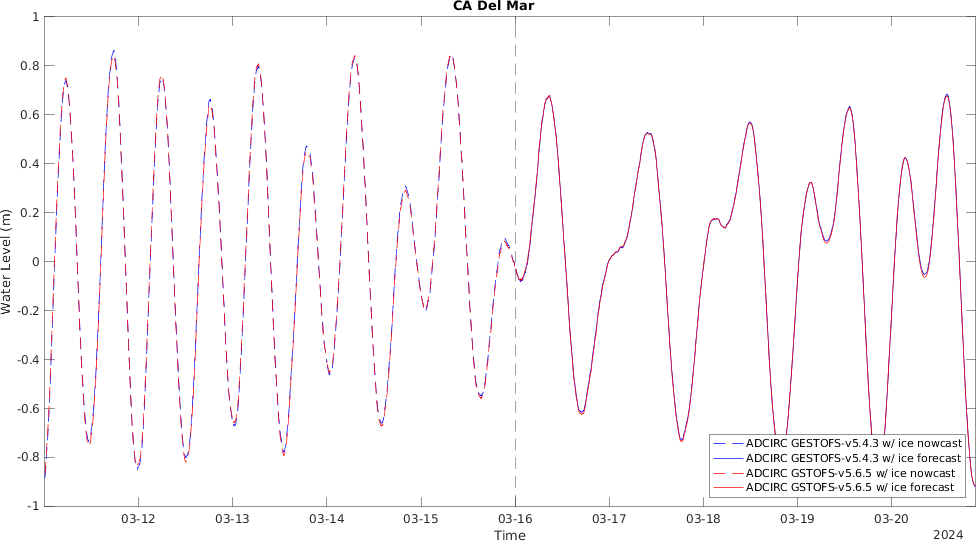 CA Del Mar
1
0.8
0.6
0.4
0.2
0
-0.2
-0.4
-0.6
-0.8
-1
Water Level (m)
03-12 03-13 03-14 03-15 03-16 03-17 03-18 03-19 03-20
Time
2024
ADCIRC GESTOFS-v5.4.3 w/ ice nowcast
ADCIRC GESTOFS-v5.4.3 w/ ice forecast
ADCIRC GSTOFS-v5.6.5 w/ ice nowcast
ADCIRC GSTOFS-v5.6.5 w/ ice forecast